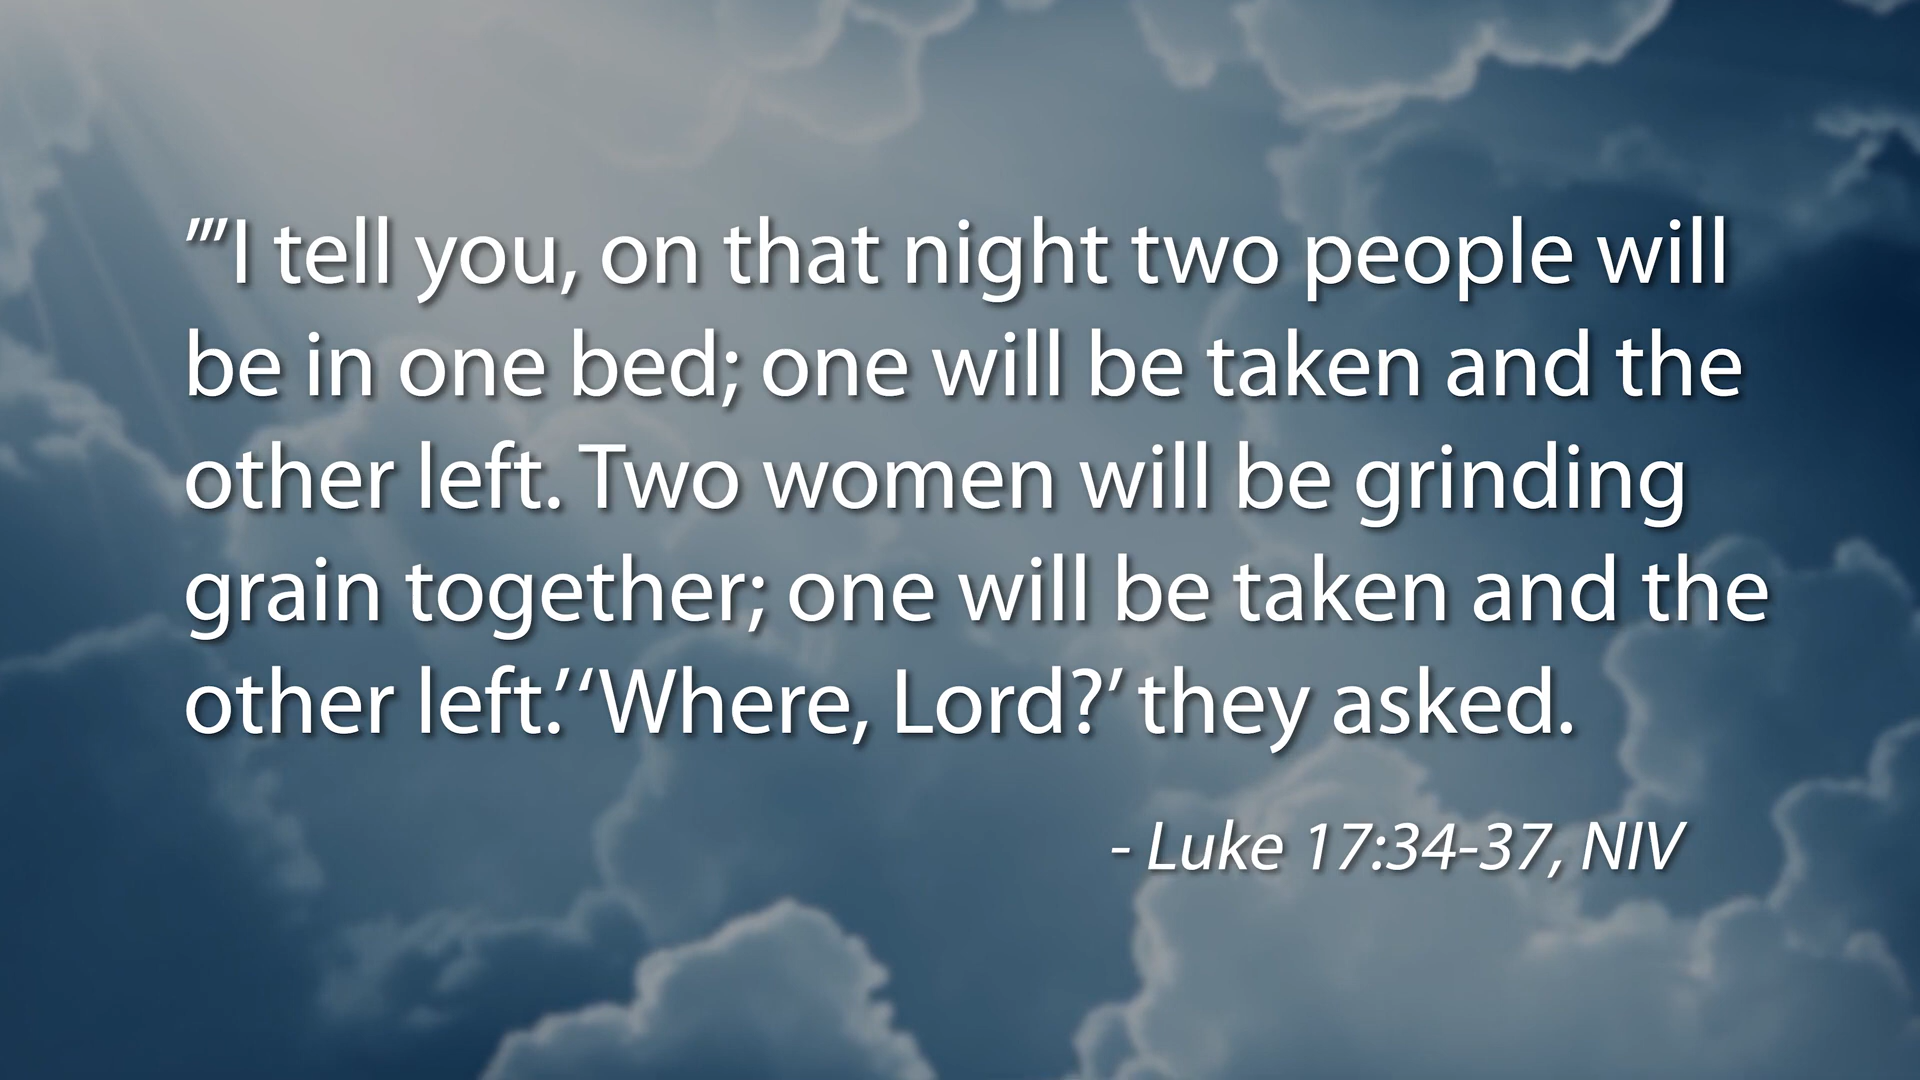 "'I tell you, on that night two people will
be in one bed; one will be taken and the
other left. Two women will be grinding
grain together; one will be taken and the
other left.’ ‘Where, Lord?’ they asked.
- Luke 17:34-37, NIV